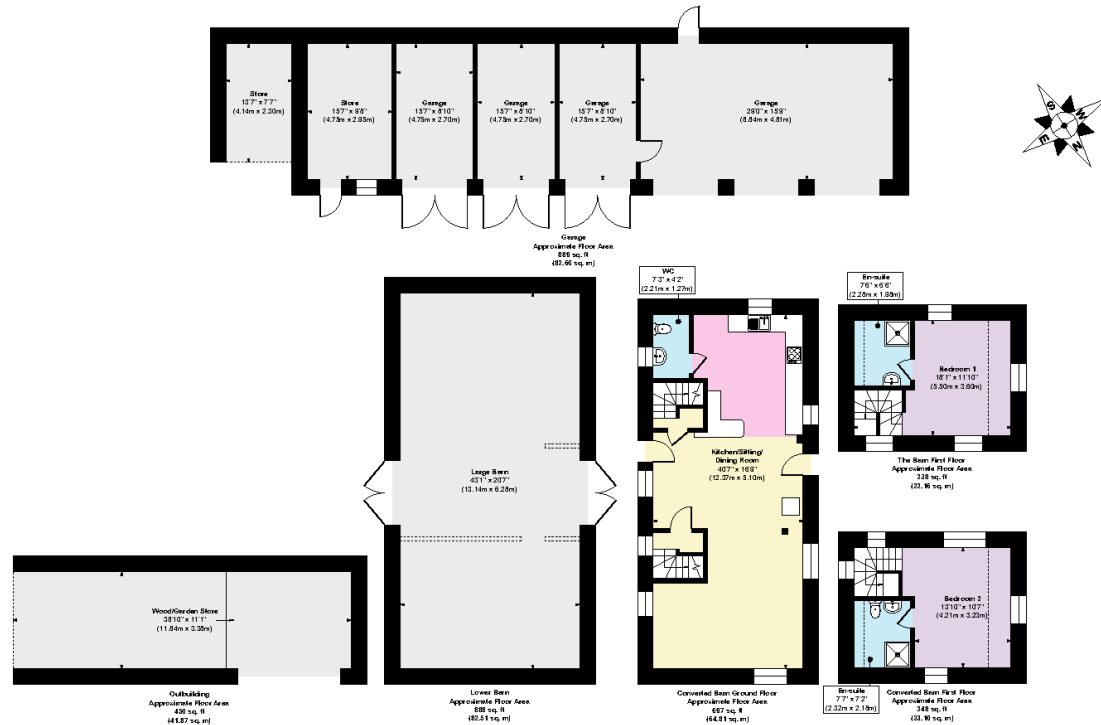 Store
13'7" x 7'7"
(4.14m x 2.30m)
Store
15'7" x 9'8"
(4.75m x 2.95m)
Garage
15'7" x 8'10"
(4.75m x 2.70m)
Garage
15'7" x 8'10"
(4.75m x 2.70m)
Garage
15'7" x 8'10"
(4.75m x 2.70m)
Garage
29'0" x 15'9"
(8.84m x 4.81m)
S
W
E
N
Garage
Approximate Floor Area
889 sq. ft
(82.60 sq. m)
WC
7'3" x 4'2"
(2.21m x 1.27m)
En-suite
7'6" x 6'6"
(2.28m x 1.98m)
Bedroom 1
18'1" x 11'10"
(5.50m x 3.60m)
The Barn First Floor
Approximate Floor Area
238 sq. ft
(22.16 sq. m)
Large Barn
43'1" x 20'7"
(13.14m x 6.28m)
Kitchen/Sitting/
Dining Room
40'7" x 16'9"
(12.37m x 5.10m)
Wood/Garden Store
38'10" x 11'1"
(11.84m x 3.38m)
Bedroom 2
13'10" x 10'7"
(4.21m x 3.23m)
En-suite
7'7" x 7'2"
(2.32m x 2.18m)
Outbuilding
Approximate Floor Area
450 sq. ft
(41.87 sq. m)
Lower Barn
Approximate Floor Area
888 sq. ft
(82.51 sq. m)
Converted Barn Ground Floor
Approximate Floor Area
697 sq. ft
(64.81 sq. m)
Converted Barn First Floor
Approximate Floor Area
248 sq. ft
(23.10 sq. m)